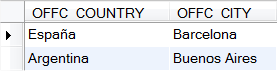 OFFC_COUNTRY OFFC_CITY
España Barcelona
Argentina Buenos Aires